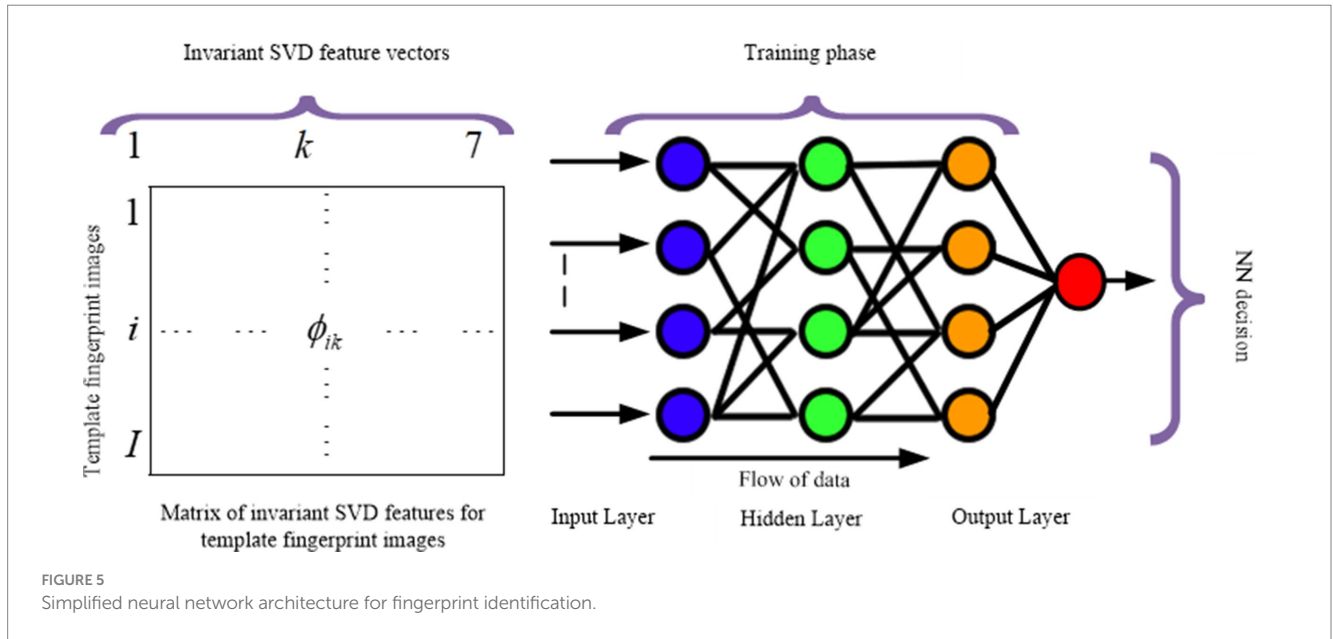 Invariant SVD feature vectors
Training phase
1 k 7
1
i
I
ϕik
Template fingerprint images
NN decision
Flow of data
Matrix of invariant SVD features for
template fingerprint images
Input Layer
Hidden Layer
Output Layer
FIGURE 5
Simplified neural network architecture for fingerprint identification.